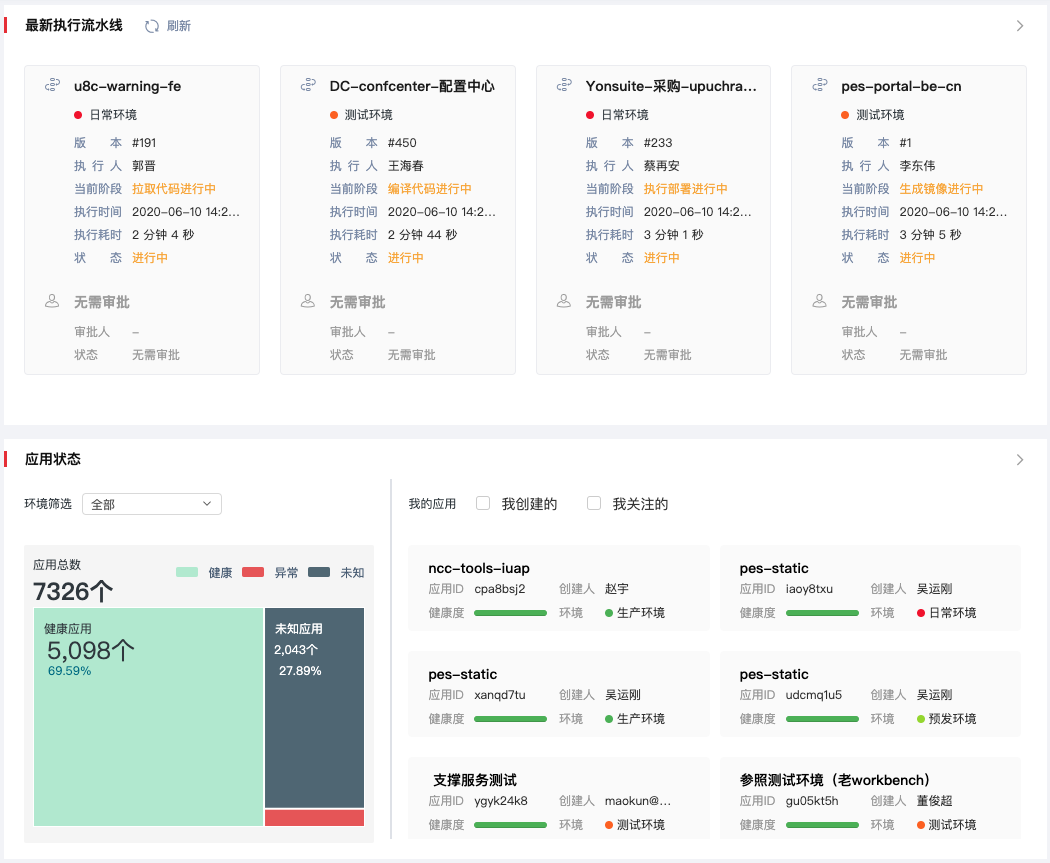 最新执行流水线 刷新
u8c-warning-fe
日常环境
版 本 #191
执 行 人 郭晋
当前阶段 拉取代码进行中
执行时间 2020-06-10 14:2...
执行耗时 2 分钟 4 秒
状 态 进行中
无需审批
审批人 –
状态 无需审批
DC-confcenter-配置中心
测试环境
版 本 #450
执 行 人 王海春
当前阶段 编译代码进行中
执行时间 2020-06-10 14:2...
执行耗时 2 分钟 44 秒
状 态 进行中
无需审批
审批人 –
状态 无需审批
Yonsuite-采购-upuchra...
日常环境
版 本 #233
执 行 人 蔡再安
当前阶段 执行部署进行中
执行时间 2020-06-10 14:2...
执行耗时 3 分钟 1 秒
状 态 进行中
无需审批
审批人 –
状态 无需审批
pes-portal-be-cn
测试环境
版 本 #1
执 行 人 李东伟
当前阶段 生成镜像进行中
执行时间 2020-06-10 14:2...
执行耗时 3 分钟 5 秒
状 态 进行中
无需审批
审批人 –
状态 无需审批
应用状态
环境筛选 全部
应用总数
7326个
健康 异常 未知
健康应用
5,098个
69.59%
未知应用
2,043个
27.89%
我的应用 我创建的 我关注的
ncc-tools-iuap
应用ID cpa8bsj2 创建人 赵宇
健康度 环境 生产环境
pes-static
应用ID iaoy8txu 创建人 吴运刚
健康度 环境 日常环境
pes-static
应用ID xanqd7tu 创建人 吴运刚
健康度 环境 生产环境
pes-static
应用ID udcmq1u5 创建人 吴运刚
健康度 环境 预发环境
支撑服务测试
应用ID ygyk24k8 创建人 maokun@...
健康度 环境 测试环境
参照测试环境（老workbench）
应用ID gu05kt5h 创建人 董俊超
健康度 环境 测试环境